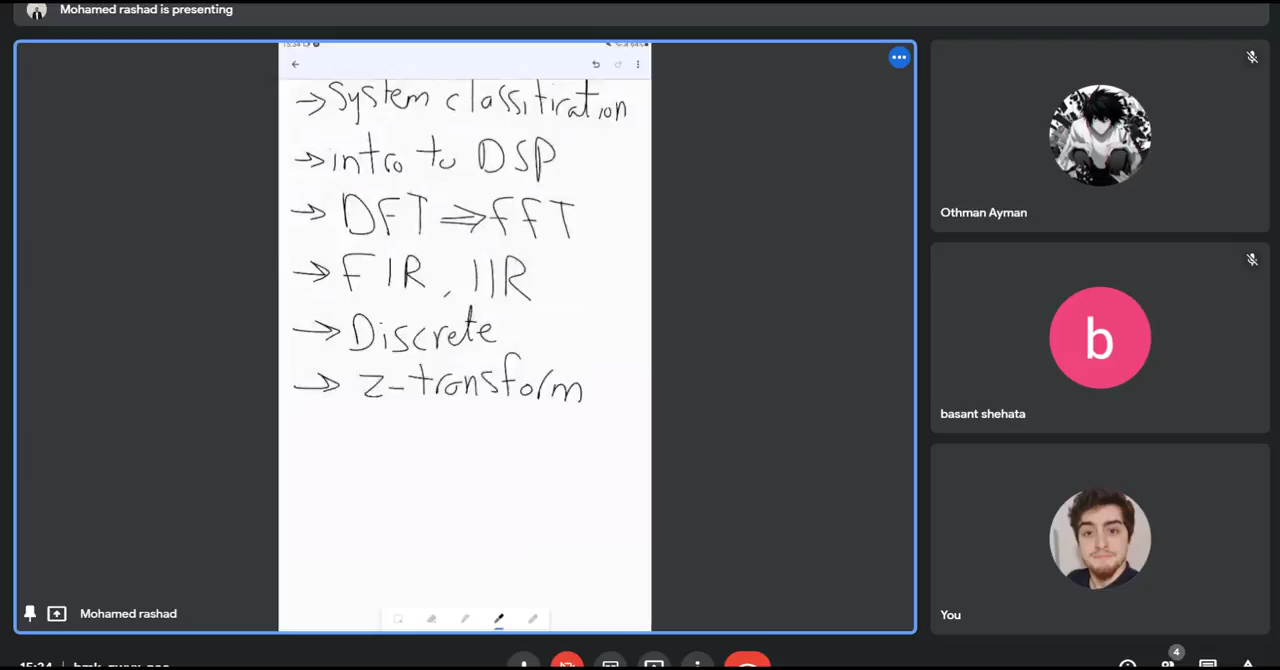 Mohamed rashad is presenting
→ System classification
→ intro to DSP
→ DFT ⇒ FFT
→ FIR, IIR
→ Discrete
→ z-transform
Othman Ayman
b
basant shehata
You
Mohamed rashad
4